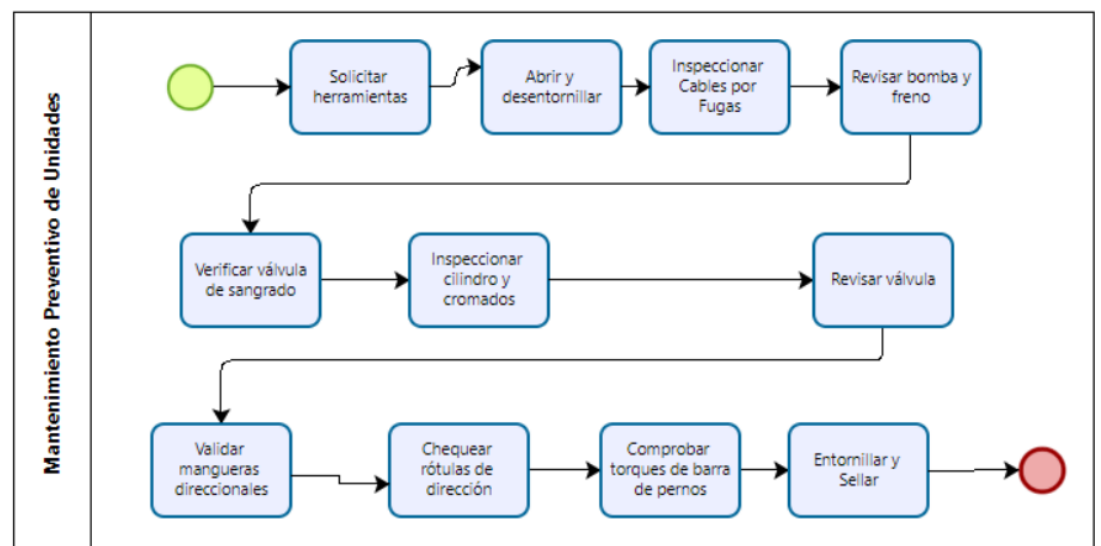 Mantenimiento Preventivo de Unidades
Solicitar
herramientas
Abrir y
desentornillar
Inspeccionar
Cables por
Fugas
Revisar bomba y
freno
Verificar válvula
de sangrado
Inspeccionar
cilindro y
cromados
Revisar válvula
Validar
mangueras
direccionales
Chequear
rótulas de
dirección
Comprobar
torques de barra
de pernos
Entornillar y
Sellar